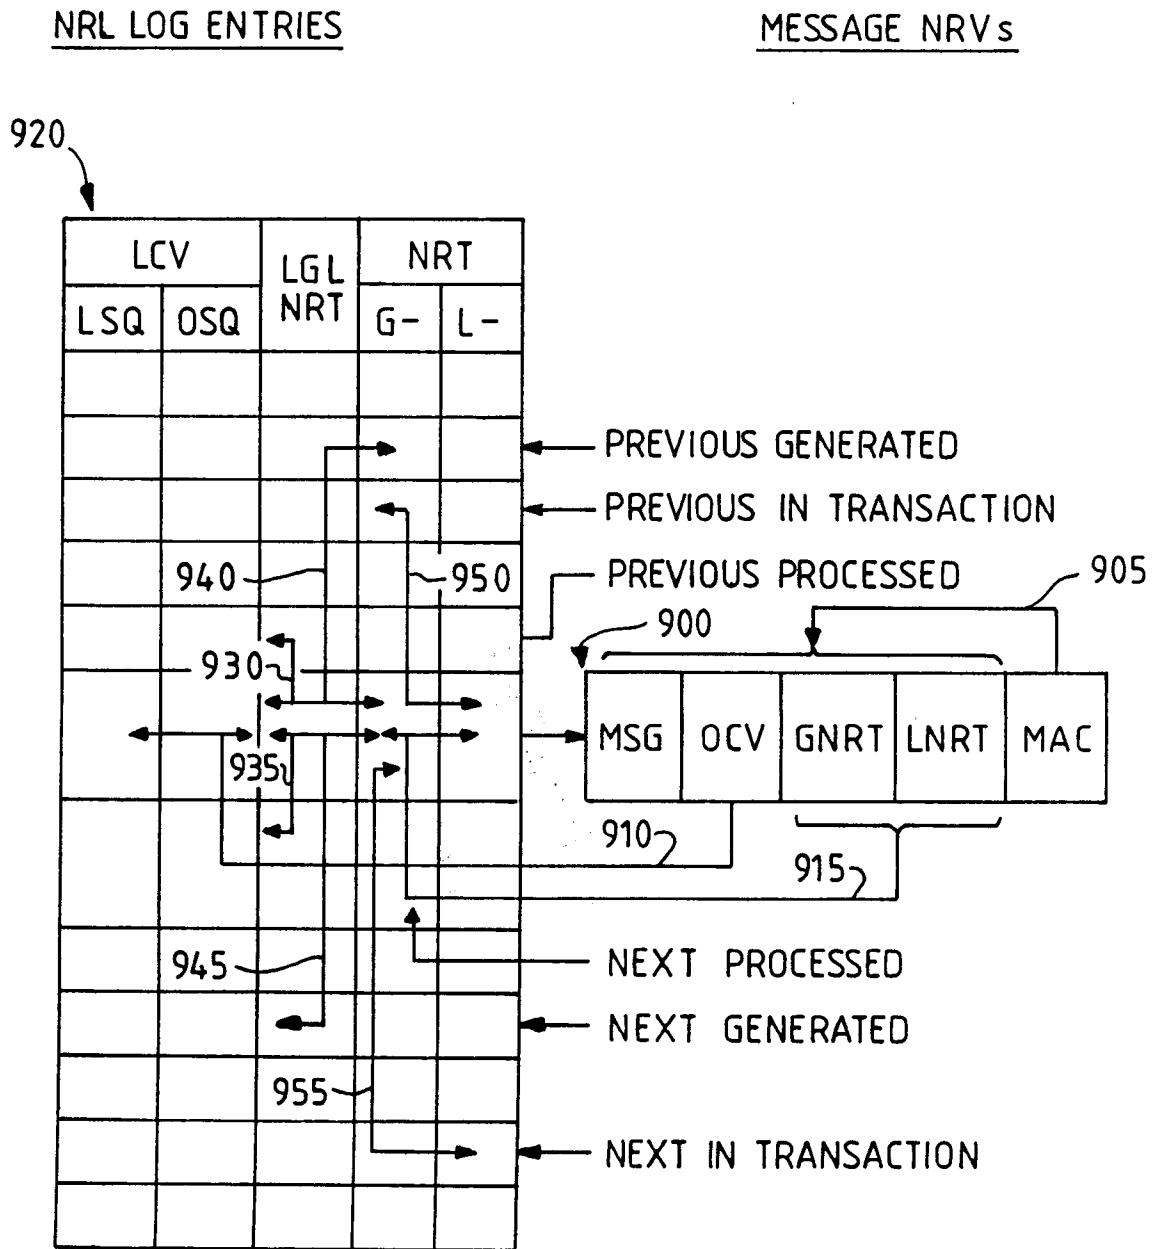 NRL LOG ENTRIES
MESSAGE NRVs
920
LCV
LGL NRT
NRT
LSQ
OSQ
G-
L-
PREVIOUS GENERATED
PREVIOUS IN TRANSACTION
940
950
PREVIOUS PROCESSED
905
900
930
MSG
OCV
GNRT
LNRT
MAC
935
910
915
945
NEXT PROCESSED
NEXT GENERATED
955
NEXT IN TRANSACTION